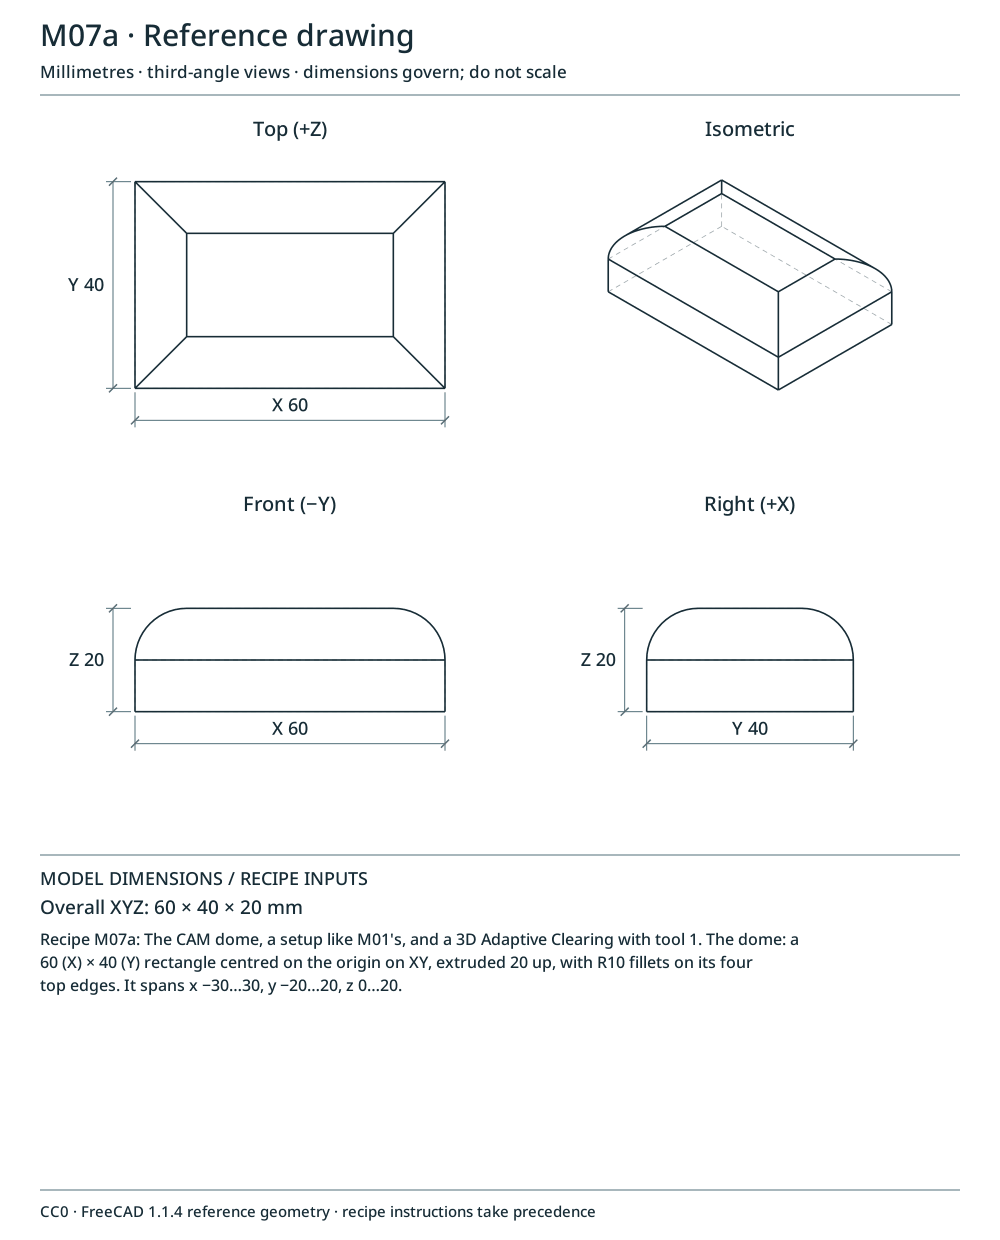 M07a · Reference drawing
Millimetres · third-angle views · dimensions govern; do not scale
Top (+Z)
Isometric
Y 40
X 60
Front (−Y)
Right (+X)
Z 20
X 60
Z 20
Y 40
MODEL DIMENSIONS / RECIPE INPUTS
Overall XYZ: 60 × 40 × 20 mm
Recipe M07a: The CAM dome, a setup like M01's, and a 3D Adaptive Clearing with tool 1. The dome: a
60 (X) × 40 (Y) rectangle centred on the origin on XY, extruded 20 up, with R10 fillets on its four
top edges. It spans x −30…30, y −20…20, z 0…20.
CC0 · FreeCAD 1.1.4 reference geometry · recipe instructions take precedence